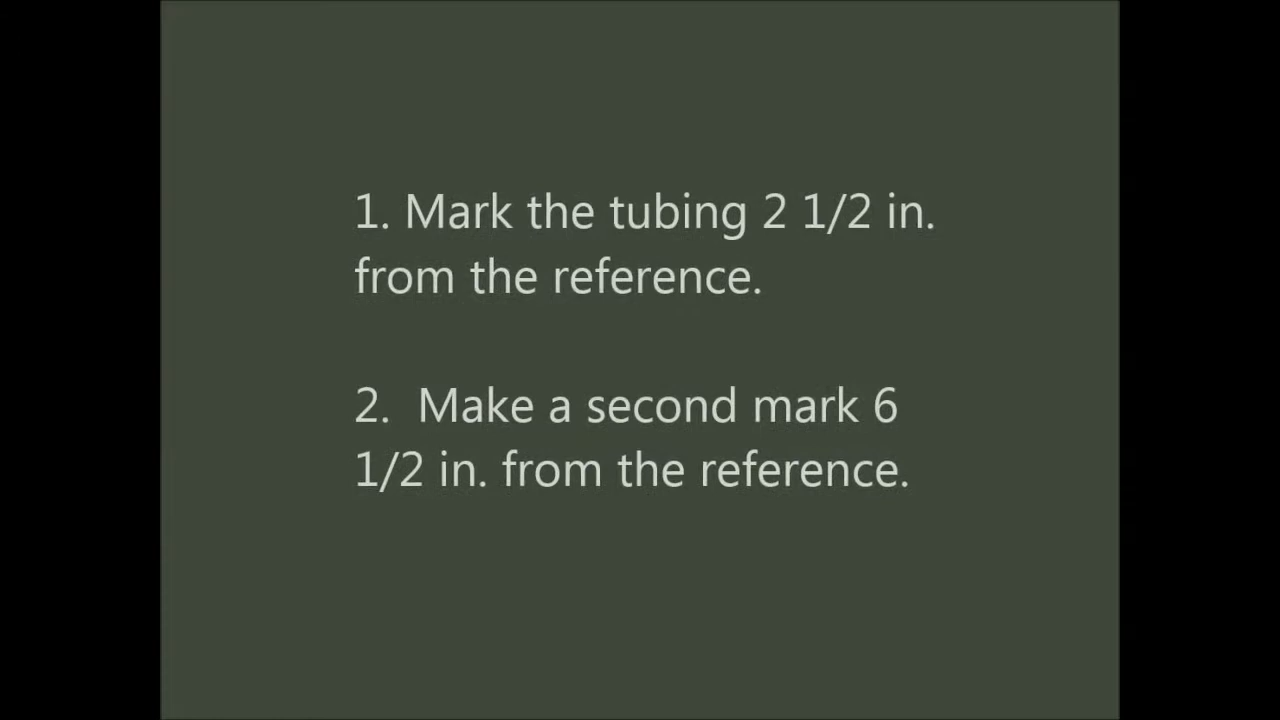 1. Mark the tubing 2 1/2 in.
from the reference.
2.  Make a second mark 6
1/2 in. from the reference.